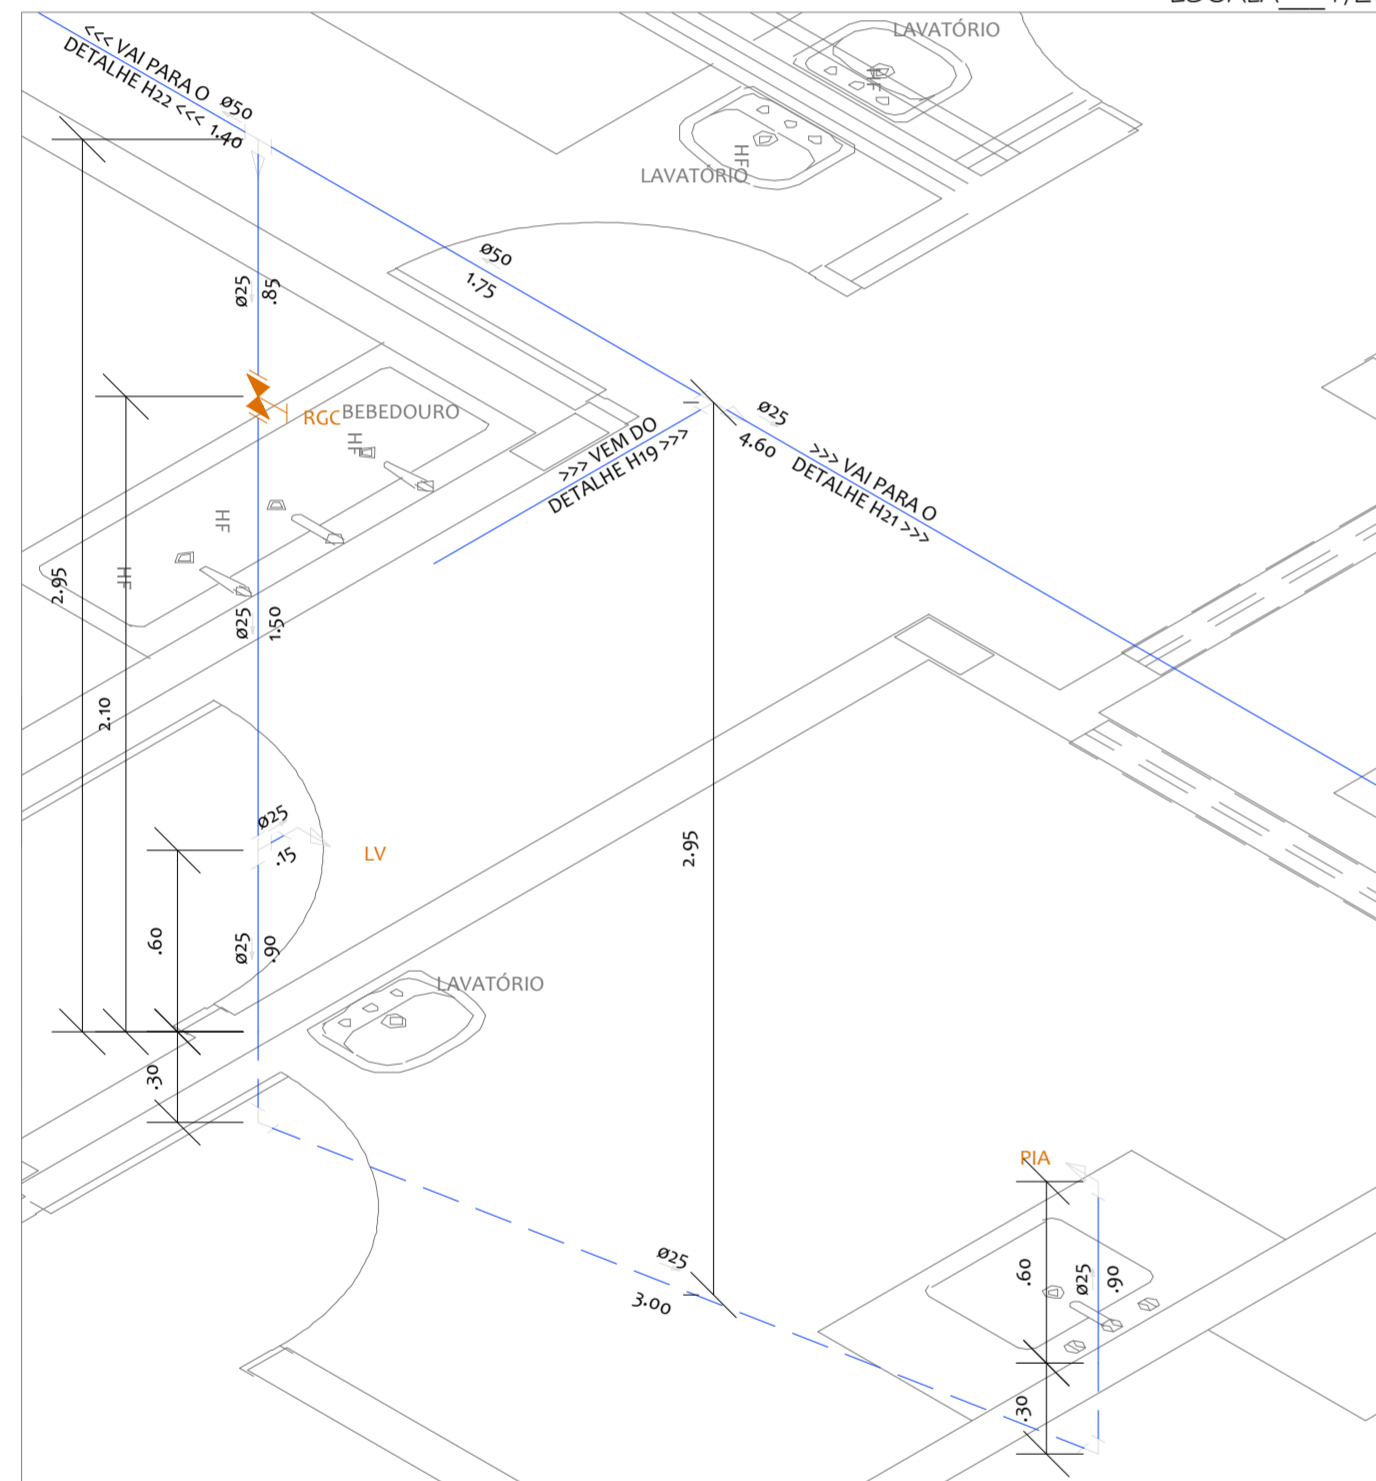 <<< VAI PARA O
DETALHE H22 <<<
Ø50
1.40
LAVATÓRIO
HF
HF
LAVATÓRIO
Ø50
1.75
Ø25
.85
RGC
BEBEDOURO
HF
HF
HF
Ø25
4.60
>>> VAI PARA O
DETALHE H21 >>>
>>> VEM DO
DETALHE H19 >>>
2.95
Ø25
1.50
2.10
Ø25
.15
LV
2.95
.60
Ø25
.90
LAVATÓRIO
.30
PIA
Ø25
3.00
.60
Ø25
.90
.30